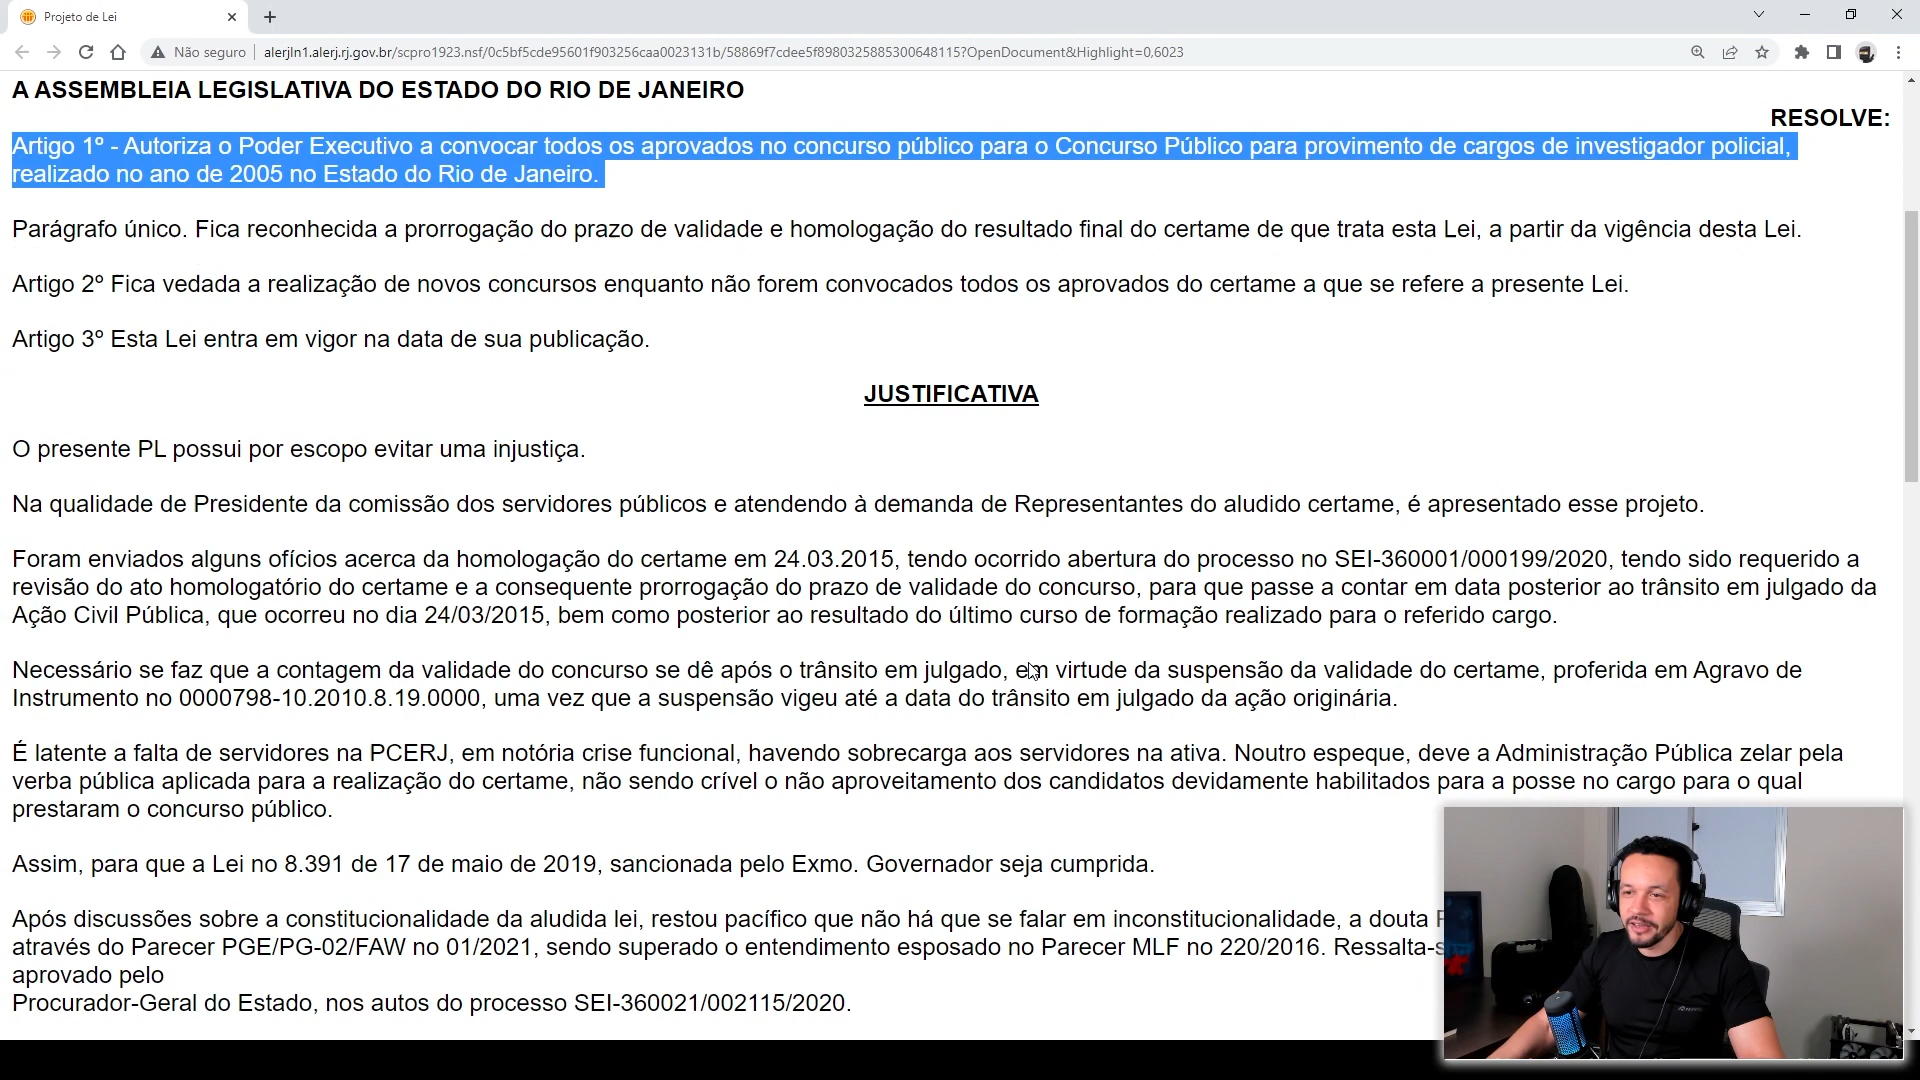 Projeto de Lei
Não seguro
alerjln1.alerj.rj.gov.br/scpro1923.nsf/0c5bf5cde95601f903256caa0023131b/58869f7cdee5f8980325885300648115?OpenDocument&Highlight=0,6023
A ASSEMBLEIA LEGISLATIVA DO ESTADO DO RIO DE JANEIRO
RESOLVE:
Artigo 1º - Autoriza o Poder Executivo a convocar todos os aprovados no concurso público para o Concurso Público para provimento de cargos de investigador policial,
realizado no ano de 2005 no Estado do Rio de Janeiro.
Parágrafo único. Fica reconhecida a prorrogação do prazo de validade e homologação do resultado final do certame de que trata esta Lei, a partir da vigência desta Lei.
Artigo 2º Fica vedada a realização de novos concursos enquanto não forem convocados todos os aprovados do certame a que se refere a presente Lei.
Artigo 3º Esta Lei entra em vigor na data de sua publicação.
JUSTIFICATIVA
O presente PL possui por escopo evitar uma injustiça.
Na qualidade de Presidente da comissão dos servidores públicos e atendendo à demanda de Representantes do aludido certame, é apresentado esse projeto.
Foram enviados alguns ofícios acerca da homologação do certame em 24.03.2015, tendo ocorrido abertura do processo no SEI-360001/000199/2020, tendo sido requerido a
revisão do ato homologatório do certame e a consequente prorrogação do prazo de validade do concurso, para que passe a contar em data posterior ao trânsito em julgado da
Ação Civil Pública, que ocorreu no dia 24/03/2015, bem como posterior ao resultado do último curso de formação realizado para o referido cargo.
Necessário se faz que a contagem da validade do concurso se dê após o trânsito em julgado, em virtude da suspensão da validade do certame, proferida em Agravo de
Instrumento no 0000798-10.2010.8.19.0000, uma vez que a suspensão vigeu até a data do trânsito em julgado da ação originária.
É latente a falta de servidores na PCERJ, em notória crise funcional, havendo sobrecarga aos servidores na ativa. Noutro espeque, deve a Administração Pública zelar pela
verba pública aplicada para a realização do certame, não sendo crível o não aproveitamento dos candidatos devidamente habilitados para a posse no cargo para o qual
prestaram o concurso público.
Assim, para que a Lei no 8.391 de 17 de maio de 2019, sancionada pelo Exmo. Governador seja cumprida.
Após discussões sobre a constitucionalidade da aludida lei, restou pacífico que não há que se falar em inconstitucionalidade, a douta
através do Parecer PGE/PG-02/FAW no 01/2021, sendo superado o entendimento esposado no Parecer MLF no 220/2016. Ressalta-s
aprovado pelo
Procurador-Geral do Estado, nos autos do processo SEI-360021/002115/2020.